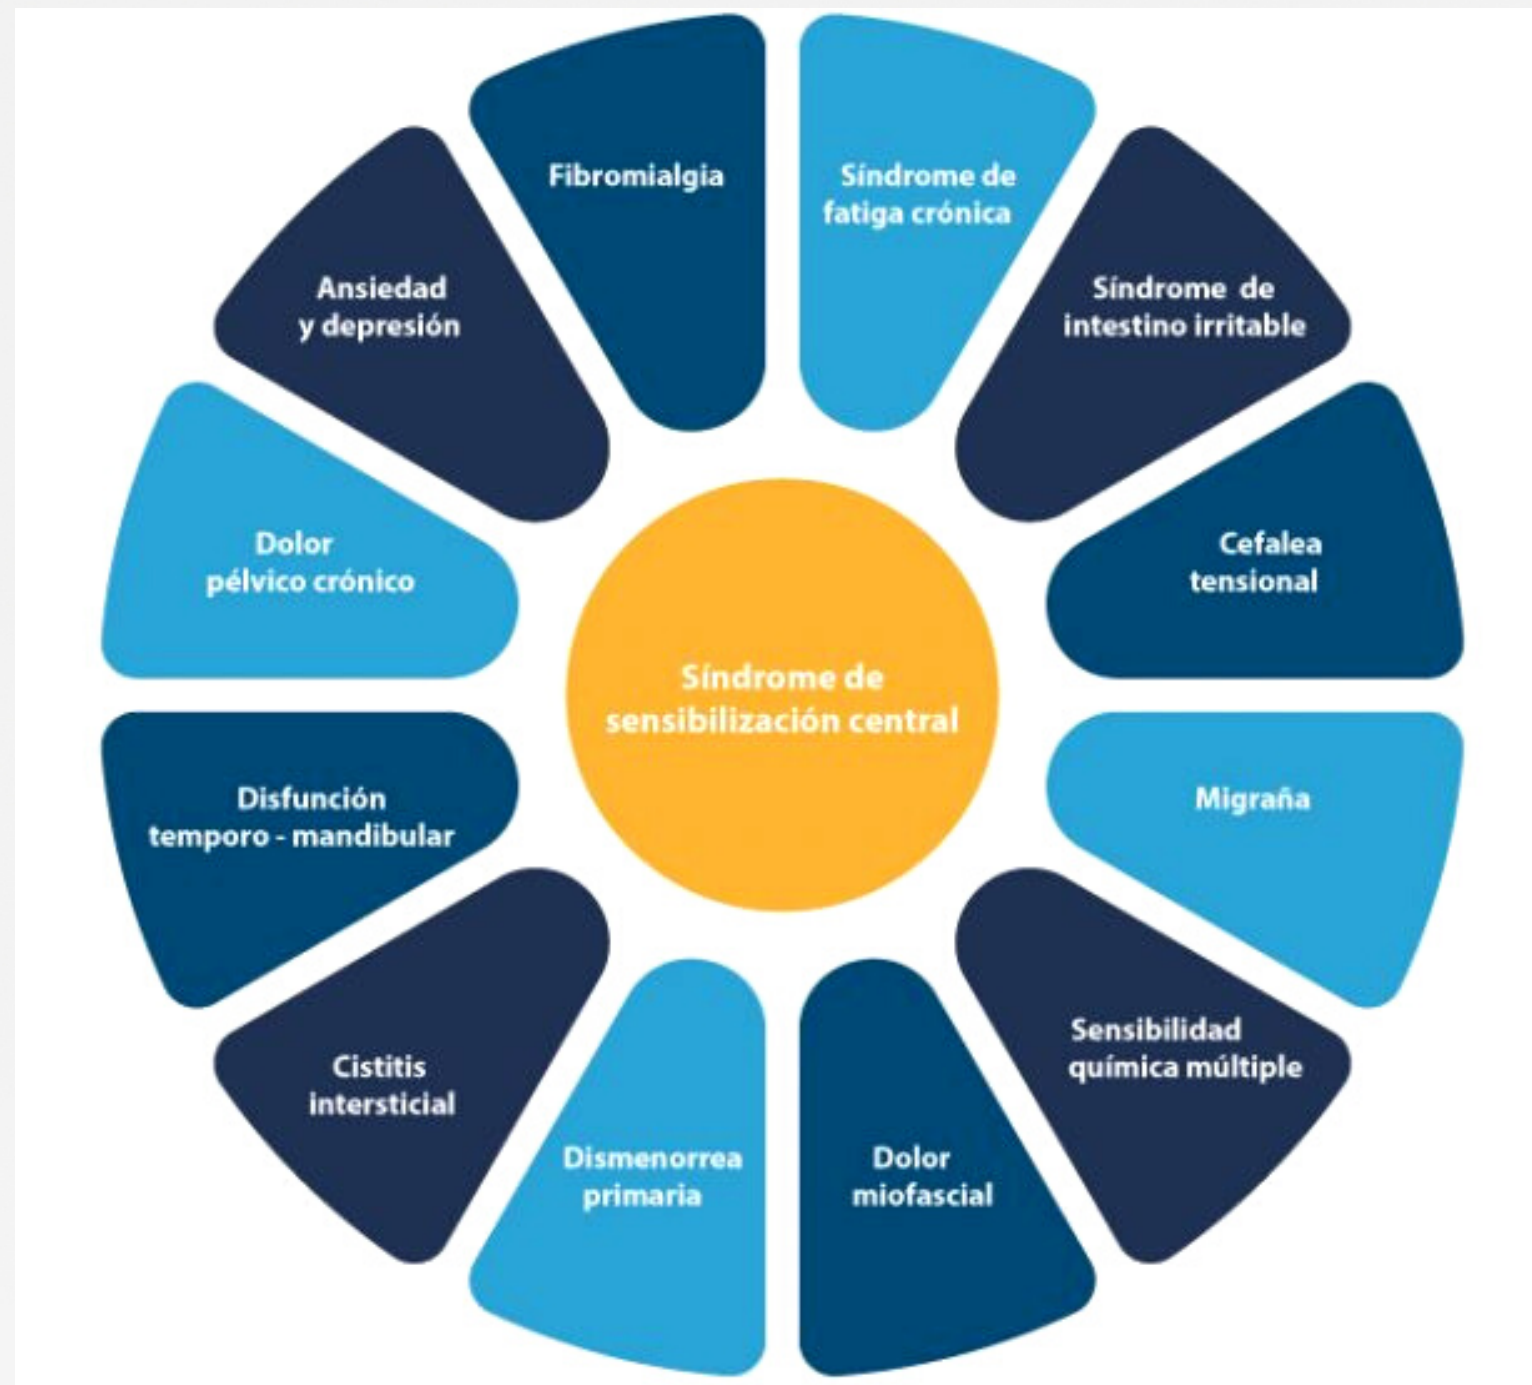 Fibromialgia
Síndrome de
fatiga crónica
Síndrome de
intestino irritable
Cefalea
tensional
Migraña
Sensibilidad
química múltiple
Dolor
miofascial
Dismenorrea
primaria
Cistitis
intersticial
Disfunción
temporo - mandibular
Dolor
pélvico crónico
Ansiedad
y depresión
Síndrome de
sensibilización central